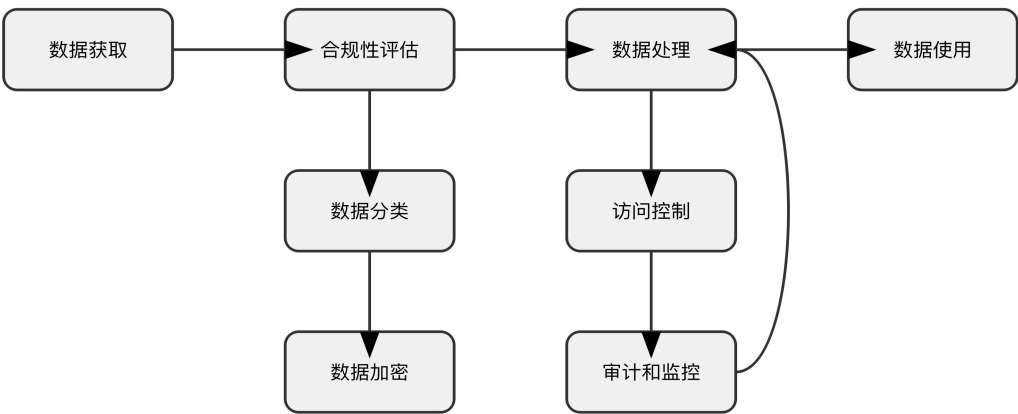 数据获取
合规性评估
数据处理
数据使用
数据分类
访问控制
数据加密
审计和监控